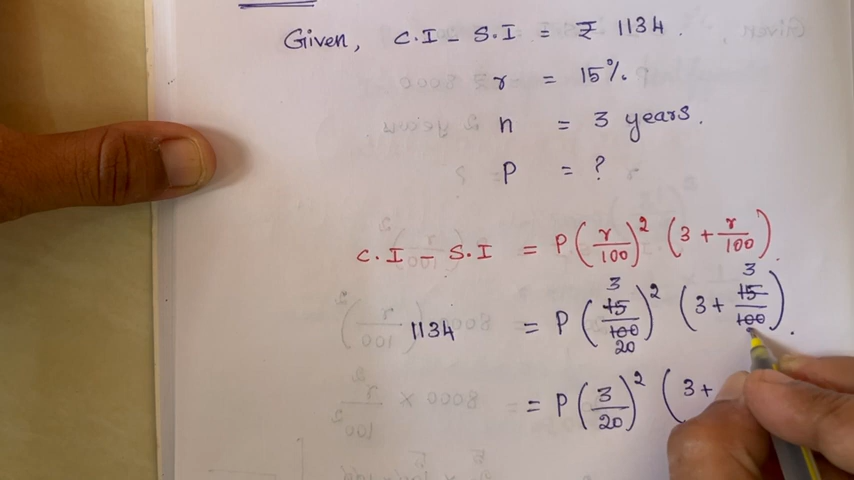 Given, C.I - S.I = ₹ 1134.
r = 15%.
n = 3 years.
P = ?
C.I - S.I = P(r/100)² (3 + r/100).
1134 = P(15/100)² (3 + 15/100).
3
20
3
= P(3/20)² (3+